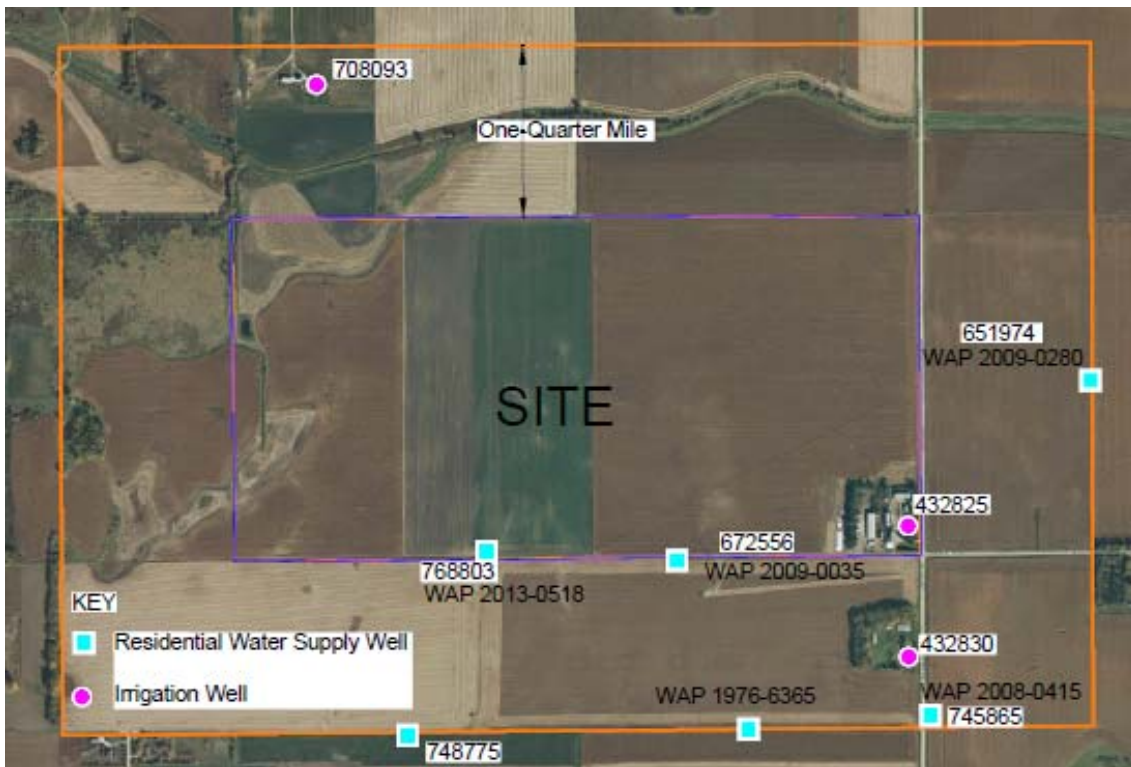 708093
One-Quarter Mile
651974
WAP 2009-0280
SITE
432825
672556
WAP 2009-0035
768803
WAP 2013-0518
KEY
Residential Water Supply Well
Irrigation Well
432830
WAP 1976-6365
WAP 2008-0415
745865
748775